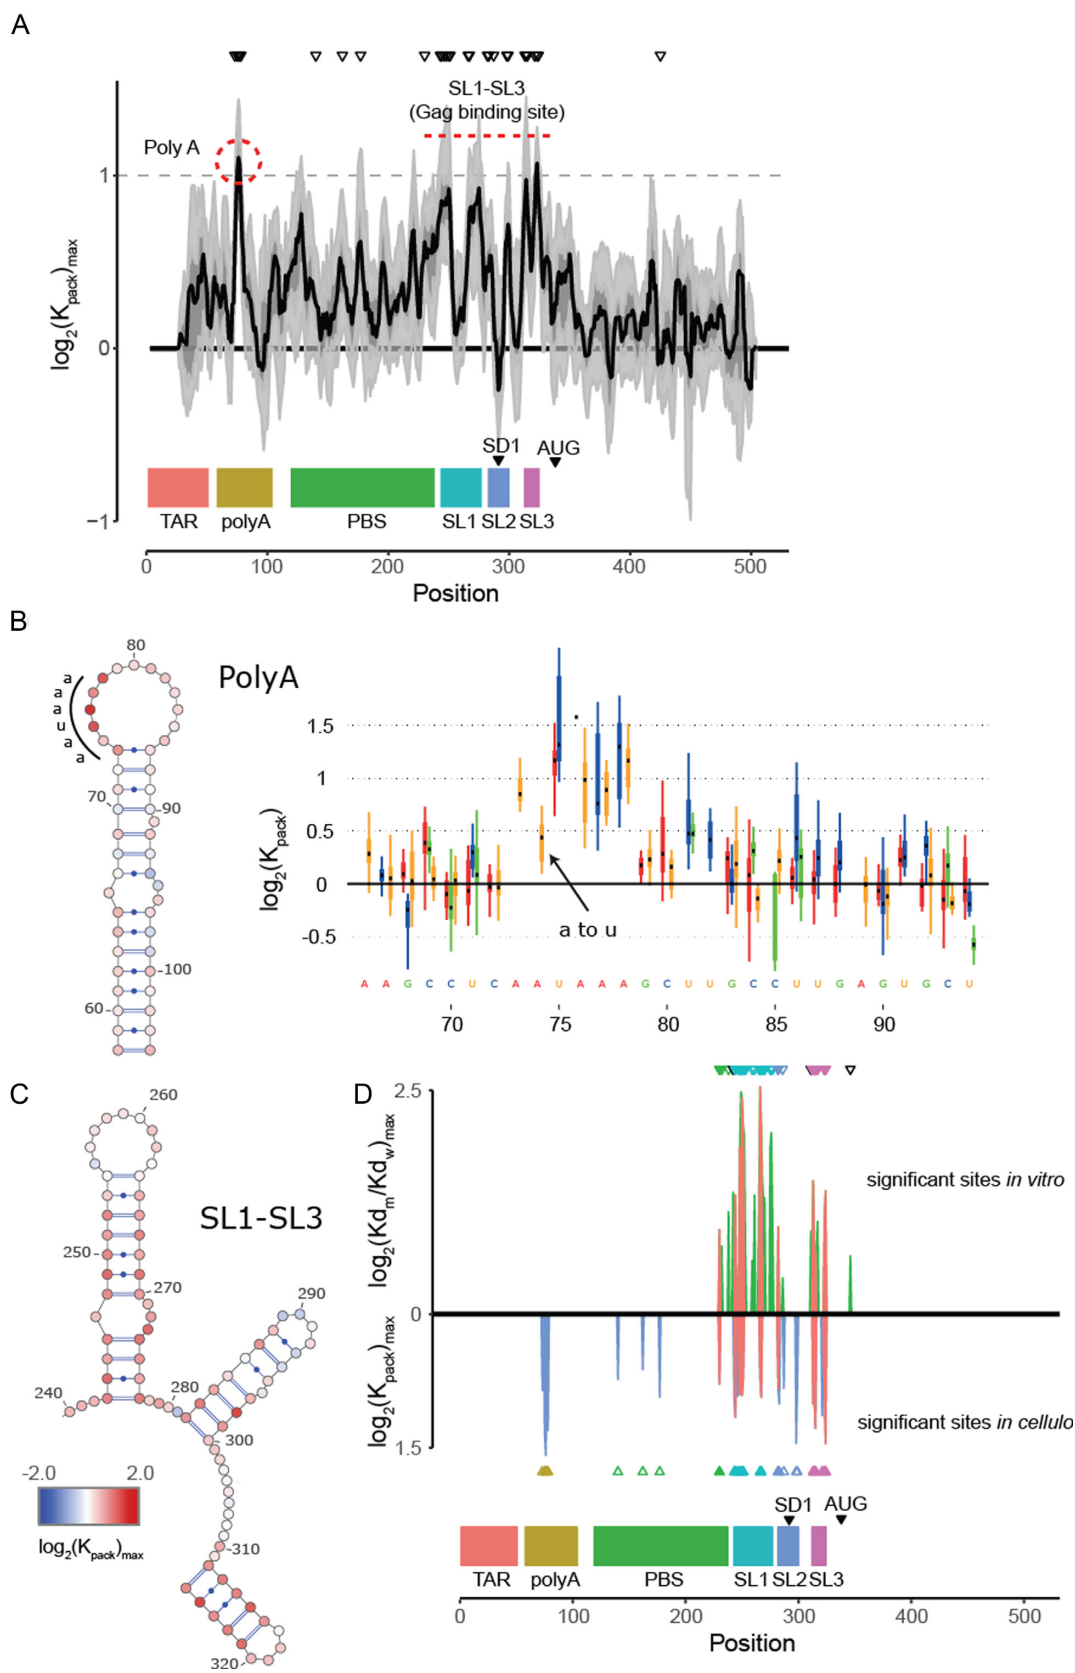 A
SL1-SL3
(Gag binding site)
Poly A
1
0
−1
log2(Kpack)max
SD1
AUG
TAR
polyA
PBS
SL1
SL2
SL3
0
100
200
300
400
500
Position
B
80
a
a
a
u
a
a
70
90
100
60
PolyA
1.5
1
0.5
0
-0.5
log2(Kpack)
a to u
A A G C C U C A A U A A A G C U U G C C U U G A G U G C U
70
75
80
85
90
C
260
250
270
SL1-SL3
290
240
280
300
310
320
-2.0
2.0
log2(Kpack)max
D
2.5
0
1.5
log2(Kdm/Kdw)max
log2(Kpack)max
significant sites in vitro
significant sites in cellulo
SD1
AUG
TAR
polyA
PBS
SL1
SL2
SL3
0
100
200
300
400
500
Position